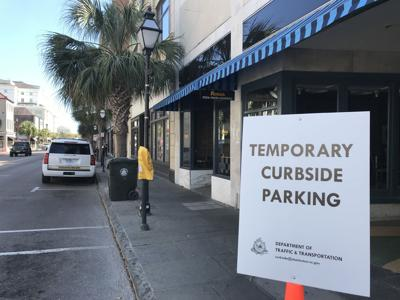 TEMPORARY
CURBSIDE
PARKING
DEPARTMENT OF
TRAFFIC & TRANSPORTATION